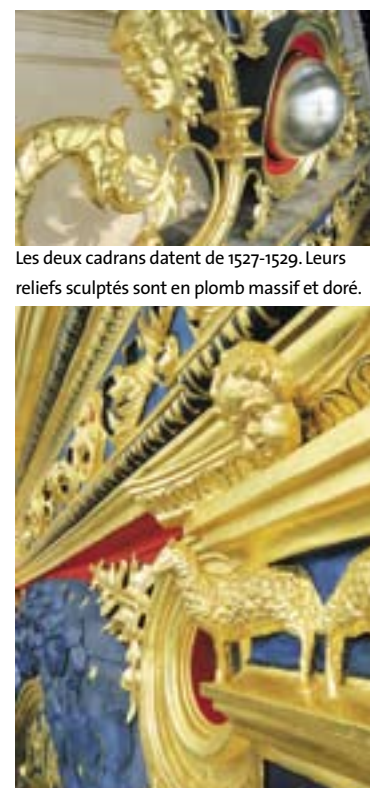 Les deux cadrans datent de 1527-1529. Leurs
reliefs sculptés sont en plomb massif et doré.